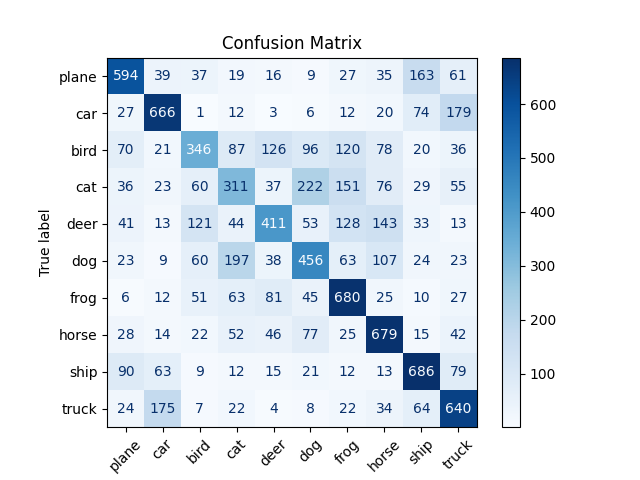 Confusion Matrix
plane 594 39 37 19 16 9 27 35 163 61
car 27 666 1 12 3 6 12 20 74 179
bird 70 21 346 87 126 96 120 78 20 36
cat 36 23 60 311 37 222 151 76 29 55
deer 41 13 121 44 411 53 128 143 33 13
dog 23 9 60 197 38 456 63 107 24 23
frog 6 12 51 63 81 45 680 25 10 27
horse 28 14 22 52 46 77 25 679 15 42
ship 90 63 9 12 15 21 12 13 686 79
truck 24 175 7 22 4 8 22 34 64 640
True label
plane car bird cat deer dog frog horse ship truck
600
500
400
300
200
100